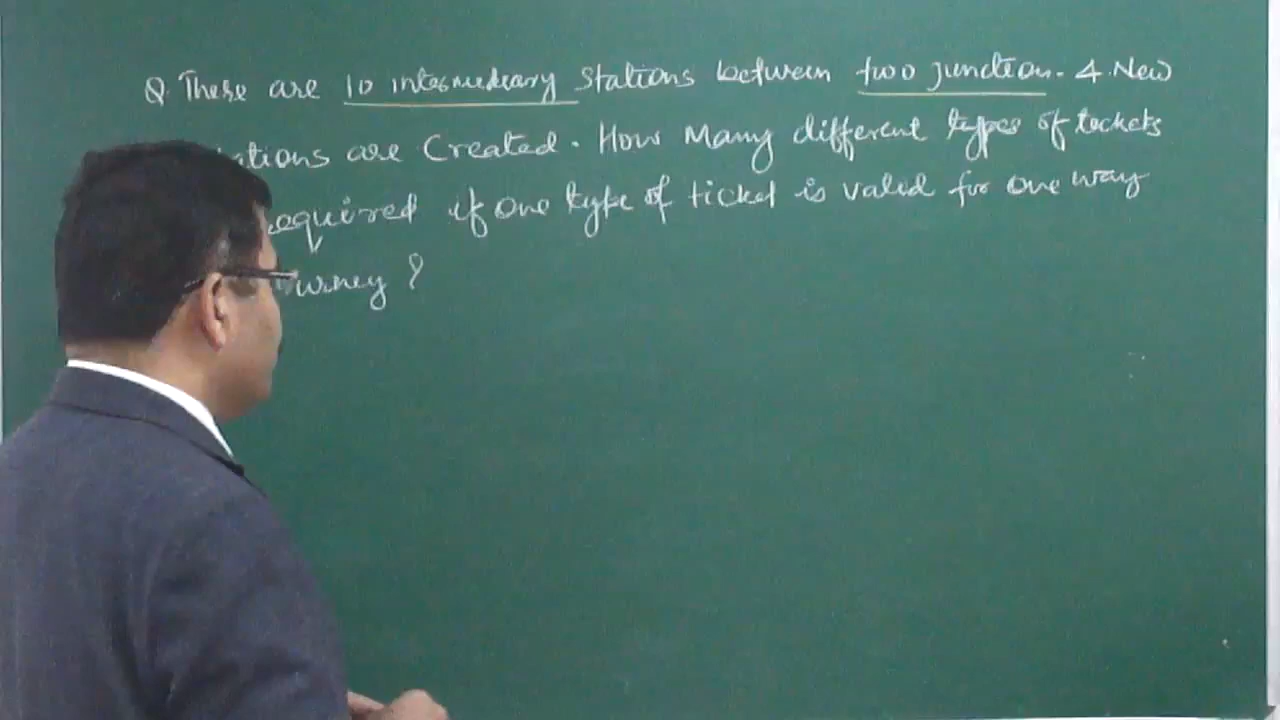 Q. There are 10 intermediary stations between two junction. 4 New
ations are Created. How Many different types of tickets
required if one type of ticket is valid for one way
urney ?